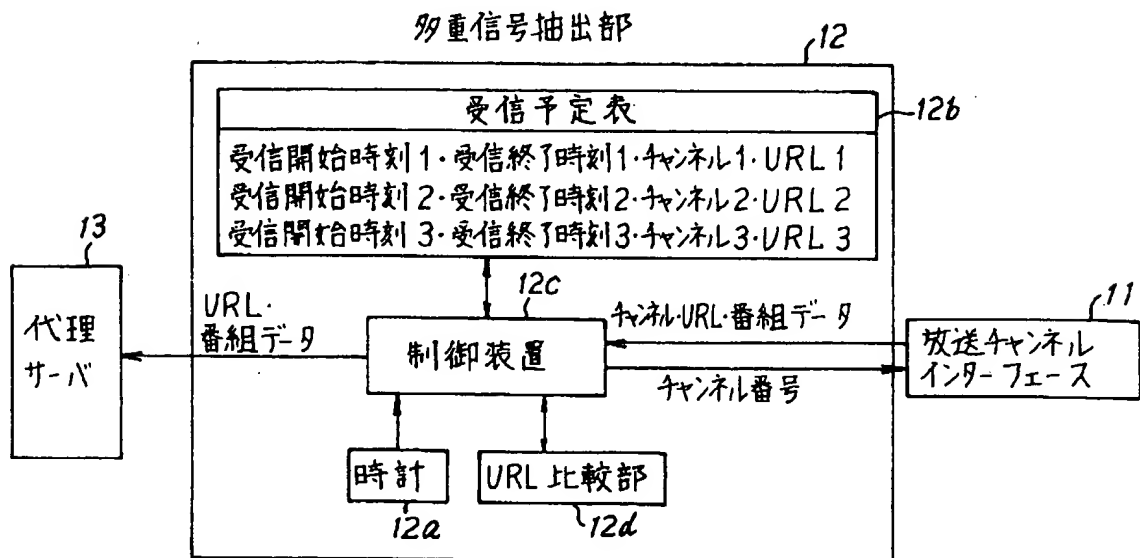 多重信号抽出部
12
受信予定表
12b
受信開始時刻1・受信終了時刻1・チャンネル1・URL1
受信開始時刻2・受信終了時刻2・チャンネル2・URL2
受信開始時刻3・受信終了時刻3・チャンネル3・URL3
13
代理
サーバ
URL・
番組データ
12c
制御装置
チャンネル・URL・番組データ
チャンネル番号
11
放送チャンネル
インターフェース
時計
12a
URL比較部
12d